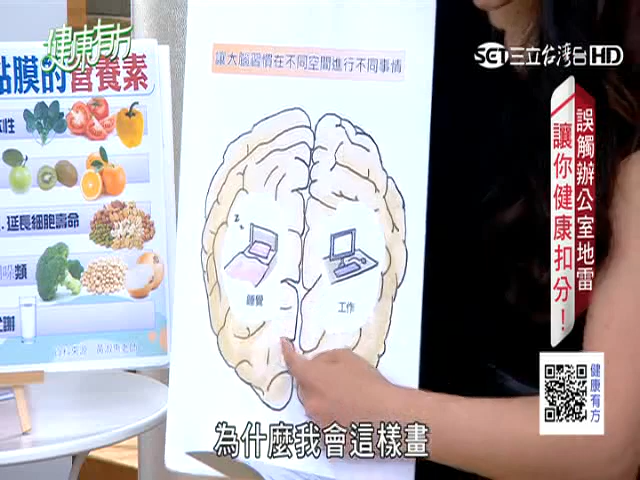 健康有方
SET三立台灣台HD
讓大腦習慣在不同空間進行不同事情
黏膜的營養素
延長細胞壽命
類
睡覺
工作
誤觸辦公室地雷
讓你健康扣分！
健康有方
為什麼我會這樣畫